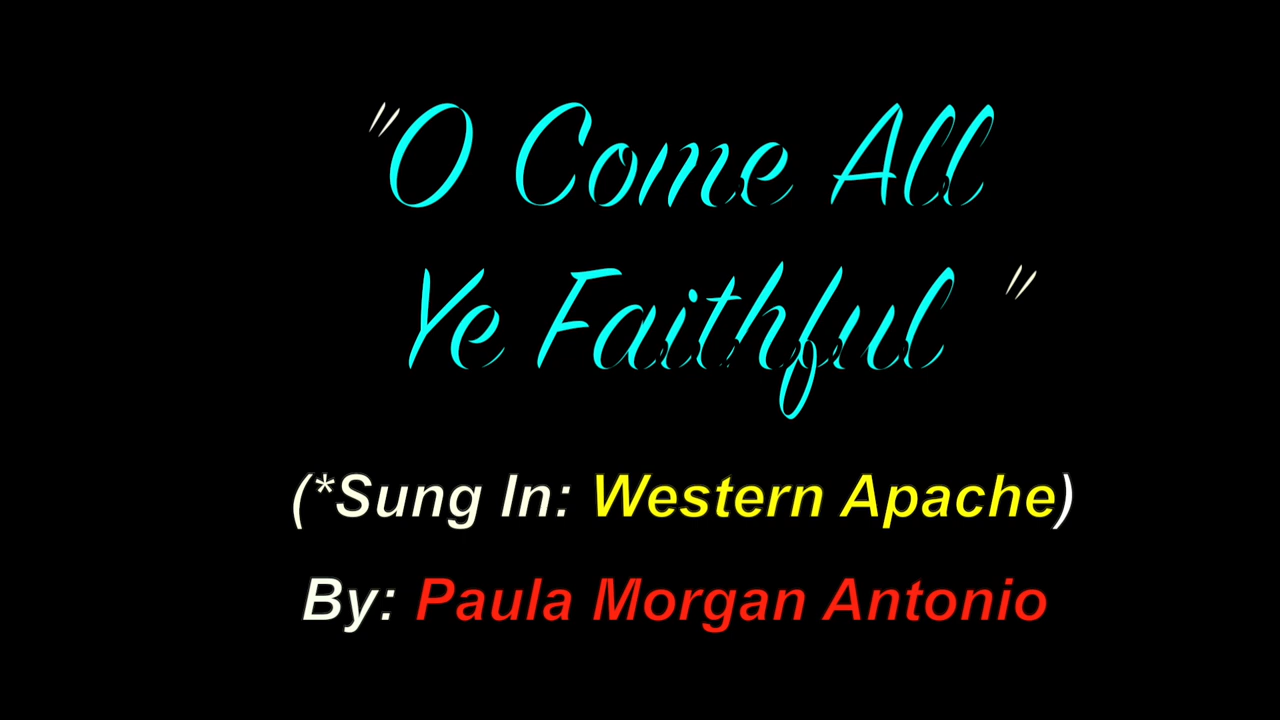 "O Come All
Ye Faithful "
(*Sung In: Western Apache)
By: Paula Morgan Antonio